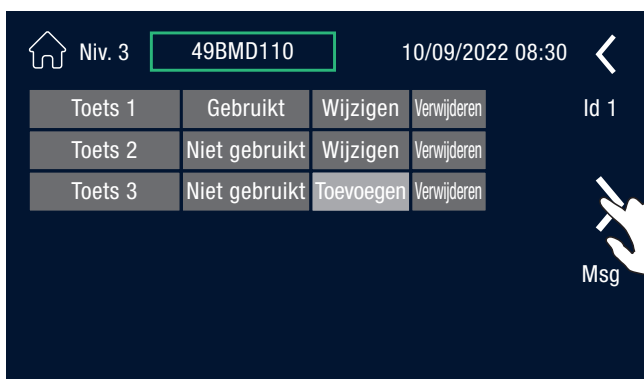 Niv. 3 49BMD110 10/09/2022 08:30
Toets 1 Gebruikt Wijzigen Verwijderen Id 1
Toets 2 Niet gebruikt Wijzigen Verwijderen
Toets 3 Niet gebruikt Toevoegen Verwijderen
Msg